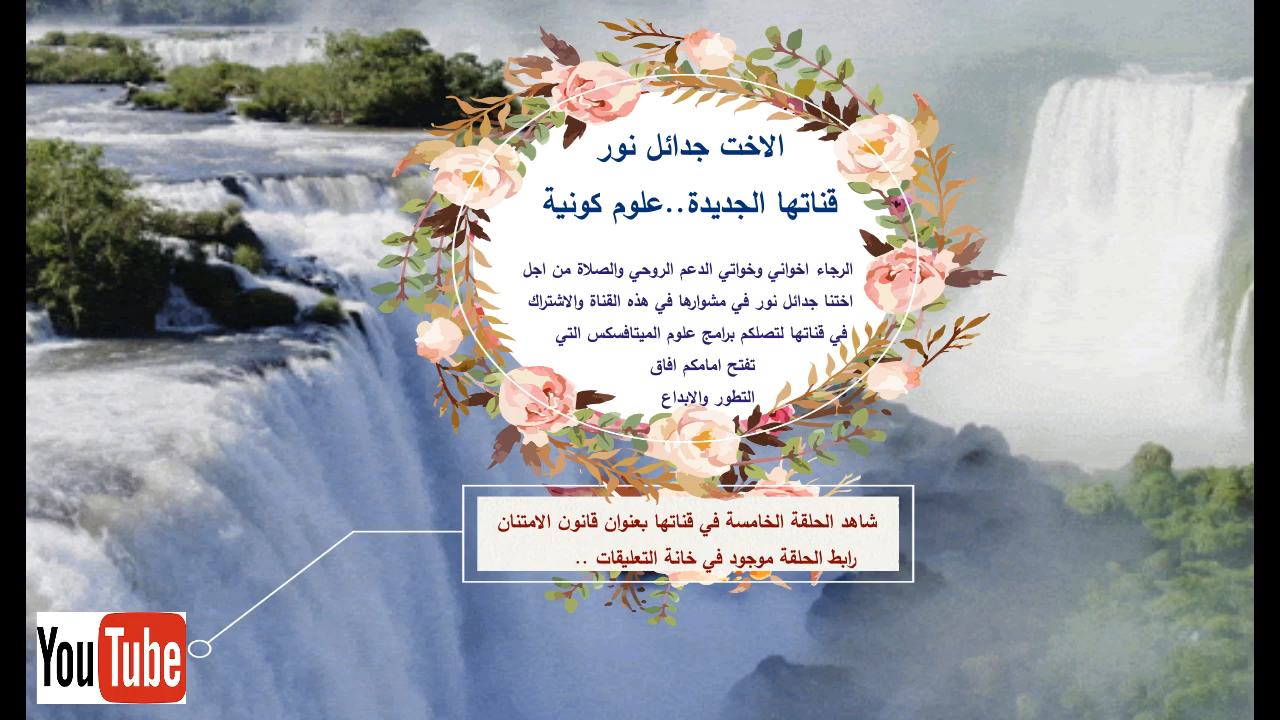 الاخت جدائل نور
قناتها الجديدة..علوم كونية
الرجاء اخواني وخواتي الدعم الروحي والصلاة من اجل
اختنا جدائل نور في مشوارها في هذه القناة والاشتراك
في قناتها لتصلكم برامج علوم الميتافسكس التي
تفتح امامكم افاق
التطور والابداع
شاهد الحلقة الخامسة في قناتها بعنوان قانون الامتنان
رابط الحلقة موجود في خانة التعليقات ..
YouTube